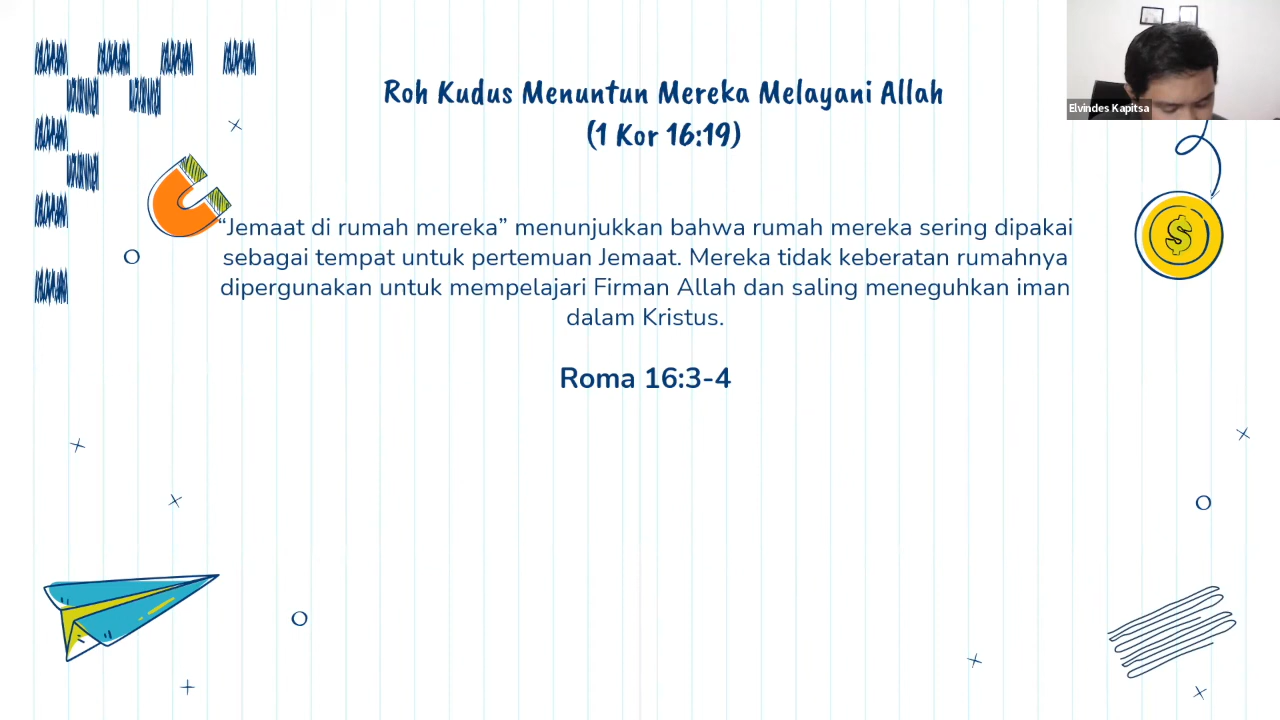 Roh Kudus Menuntun Mereka Melayani Allah
(1 Kor 16:19)
Elvindes Kapitsa
“Jemaat di rumah mereka” menunjukkan bahwa rumah mereka sering dipakai
sebagai tempat untuk pertemuan Jemaat. Mereka tidak keberatan rumahnya
dipergunakan untuk mempelajari Firman Allah dan saling meneguhkan iman
dalam Kristus.
Roma 16:3-4